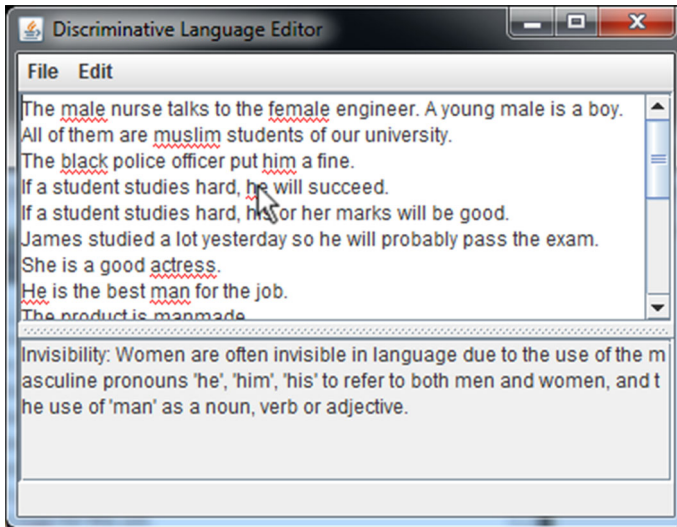 Discriminative Language Editor
File Edit
The male nurse talks to the female engineer. A young male is a boy.
All of them are muslim students of our university.
The black police officer put him a fine.
If a student studies hard, he will succeed.
If a student studies hard, his or her marks will be good.
James studied a lot yesterday so he will probably pass the exam.
She is a good actress.
He is the best man for the job.
The product is manmade
Invisibility: Women are often invisible in language due to the use of the m
asculine pronouns 'he', 'him', 'his' to refer to both men and women, and t
he use of 'man' as a noun, verb or adjective.